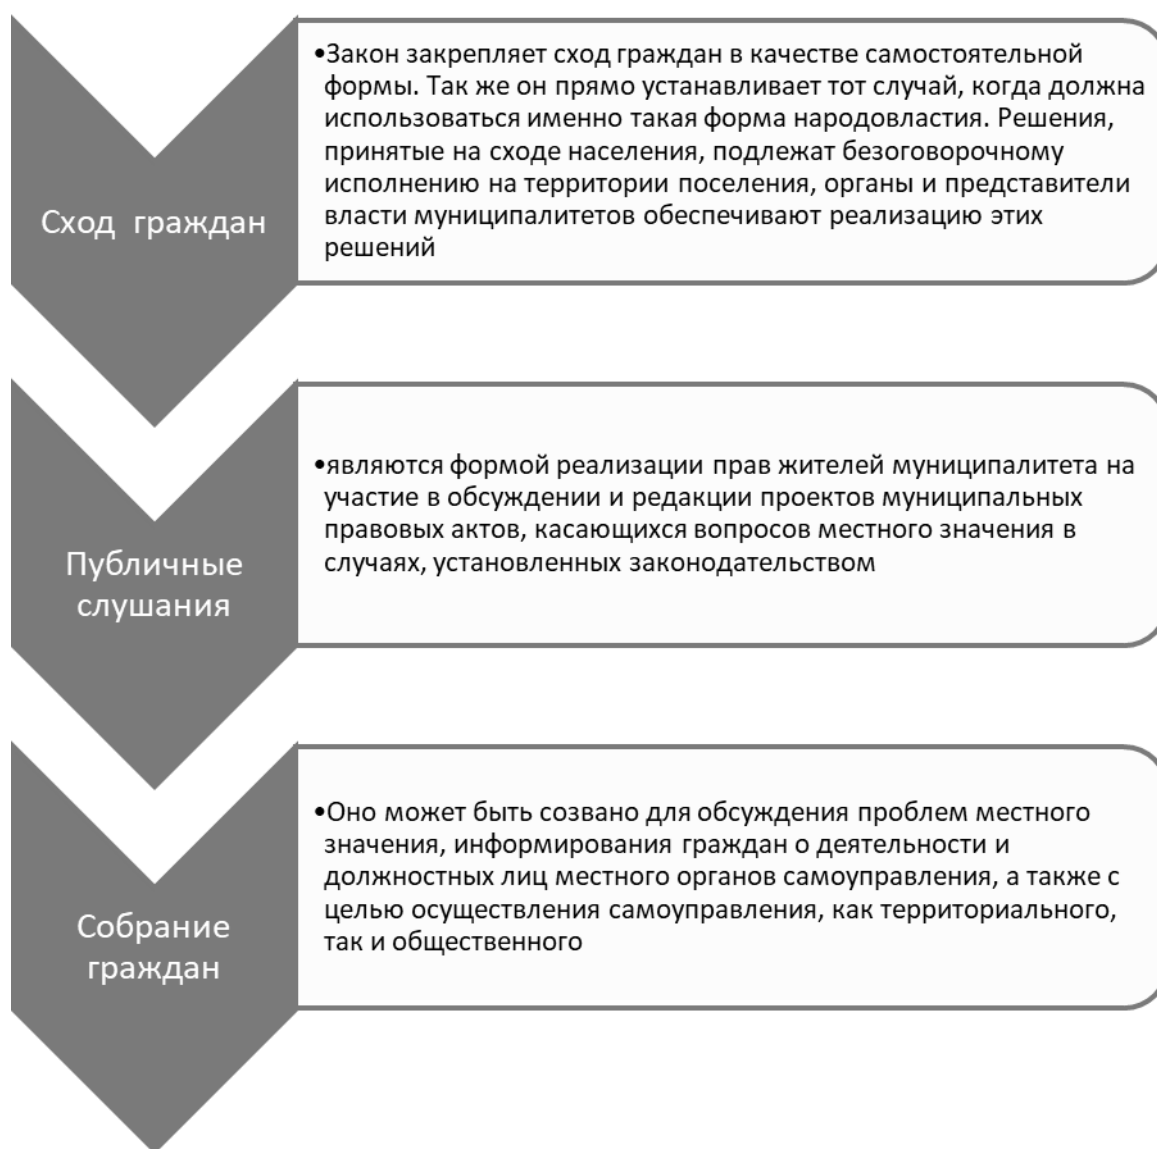 Сход граждан
•Закон закрепляет сход граждан в качестве самостоятельной
формы. Так же он прямо устанавливает тот случай, когда должна
использоваться именно такая форма народовластия. Решения,
принятые на сходе населения, подлежат безоговорочному
исполнению на территории поселения, органы и представители
власти муниципалитетов обеспечивают реализацию этих
решений
Публичные
слушания
•являются формой реализации прав жителей муниципалитета на
участие в обсуждении и редакции проектов муниципальных
правовых актов, касающихся вопросов местного значения в
случаях, установленных законодательством
Собрание
граждан
•Оно может быть созвано для обсуждения проблем местного
значения, информирования граждан о деятельности и
должностных лиц местного органов самоуправления, а также с
целью осуществления самоуправления, как территориального,
так и общественного